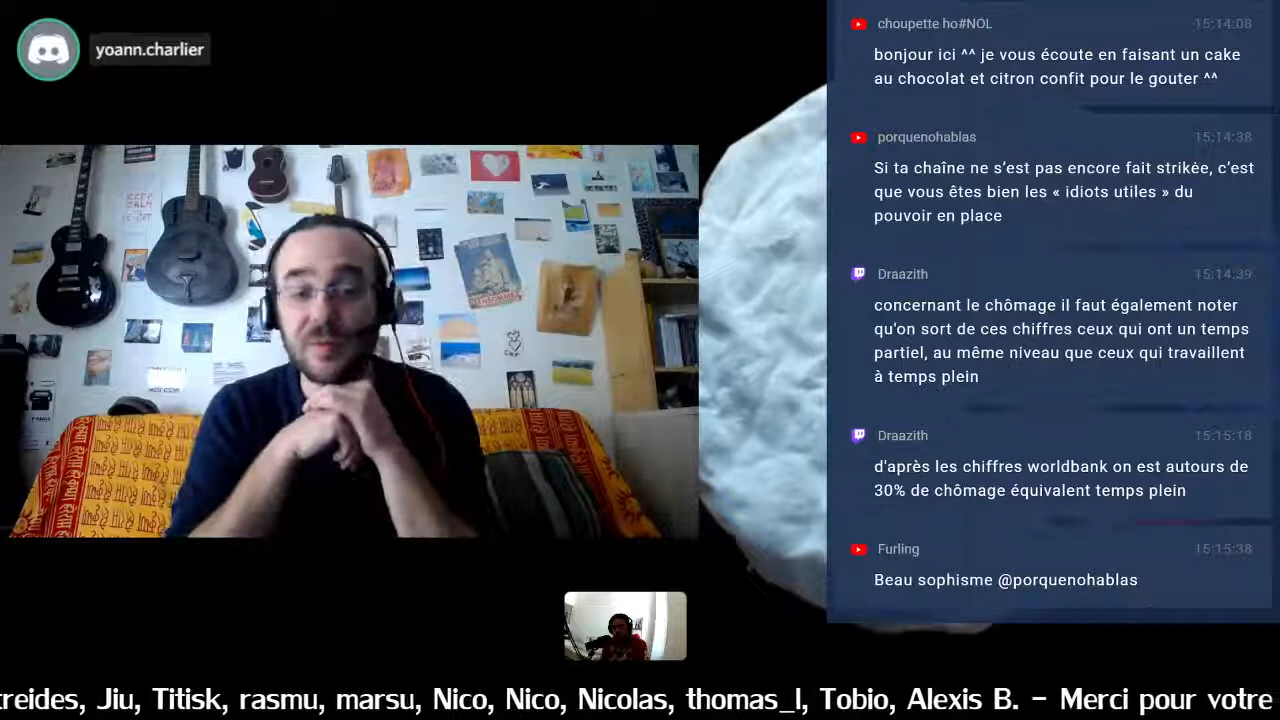 yoann.charlier
choupette ho#NOL 15:14:08
bonjour ici ^^ je vous écoute en faisant un cake
au chocolat et citron confit pour le gouter ^^
porquenohablas 15:14:38
Si ta chaîne ne s’est pas encore fait strikée, c’est
que vous êtes bien les « idiots utiles » du
pouvoir en place
Draazith 15:14:39
concernant le chômage il faut également noter
qu'on sort de ces chiffres ceux qui ont un temps
partiel, au même niveau que ceux qui travaillent
à temps plein
Draazith 15:15:18
d'après les chiffres worldbank on est autours de
30% de chômage équivalent temps plein
Furling 15:15:38
Beau sophisme @porquenohablas
treides, Jiu, Titisk, rasmu, marsu, Nico, Nico, Nicolas, thomas_l, Tobio, Alexis B. - Merci pour votre